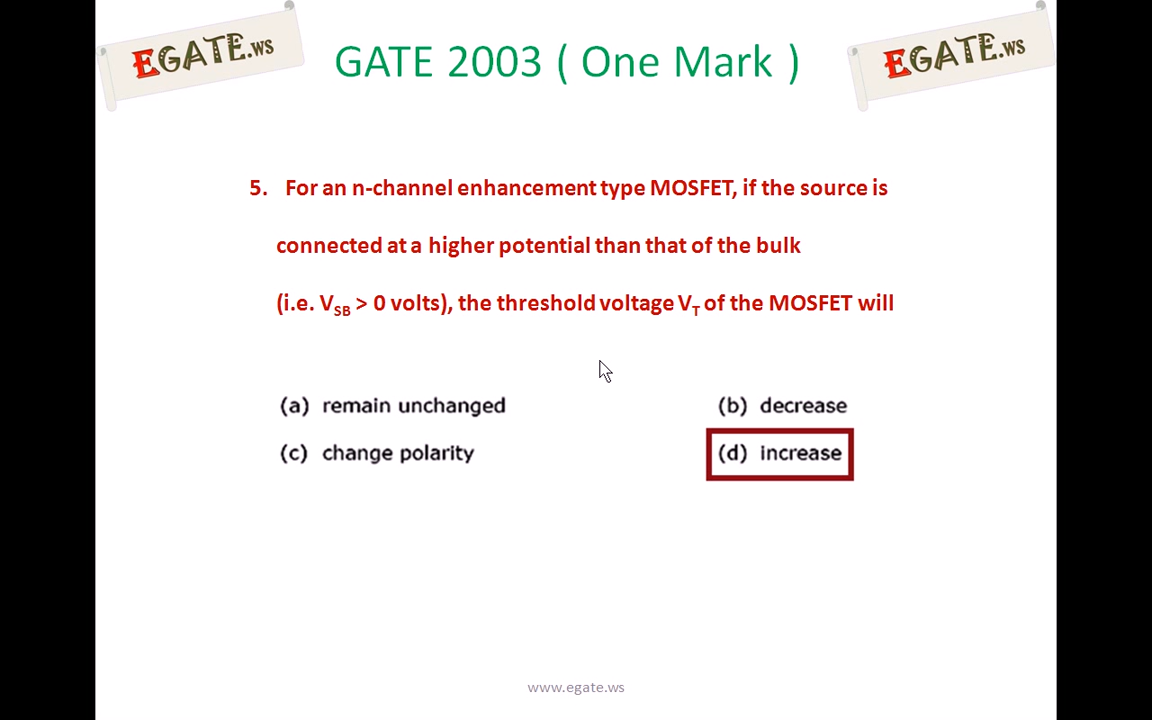 EGATE.ws
GATE 2003 ( One Mark )
EGATE.ws
5. For an n-channel enhancement type MOSFET, if the source is
connected at a higher potential than that of the bulk
(i.e. VSB > 0 volts), the threshold voltage VT of the MOSFET will
(a) remain unchanged
(b) decrease
(c) change polarity
(d) increase
www.egate.ws